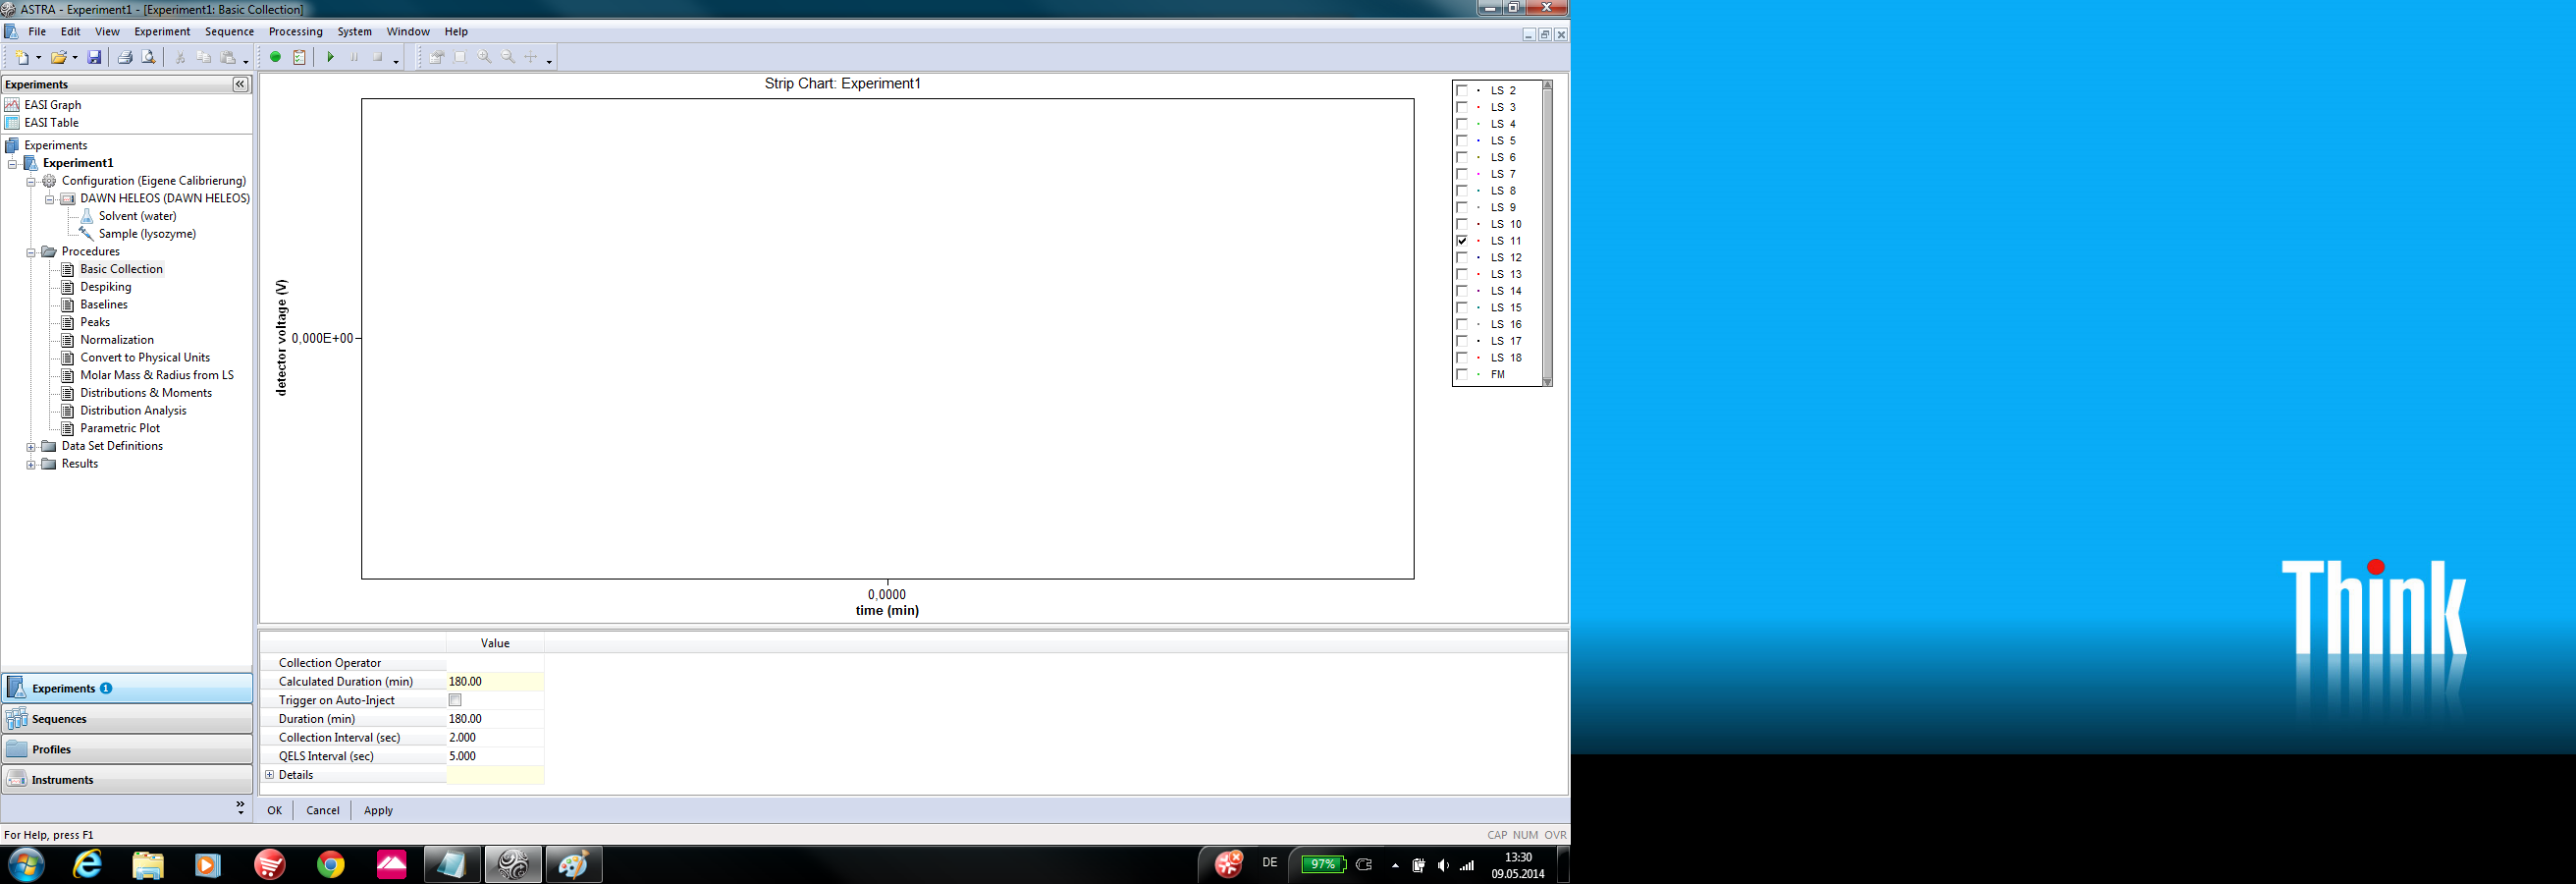 ASTRA - Experiment1 - [Experiment1: Basic Collection]
File Edit View Experiment Sequence Processing System Window Help
Experiments
EASI Graph
EASI Table
Experiments
Experiment1
Configuration (Eigene Calibrierung)
DAWN HELEOS (DAWN HELEOS)
Solvent (water)
Sample (lysozyme)
Procedures
Basic Collection
Despiking
Baselines
Peaks
Normalization
Convert to Physical Units
Molar Mass & Radius from LS
Distributions & Moments
Distribution Analysis
Parametric Plot
Data Set Definitions
Results
Experiments 1
Sequences
Profiles
Instruments
Strip Chart: Experiment1
detector voltage (V)
0,000E+00
0,0000
time (min)
LS 2
LS 3
LS 4
LS 5
LS 6
LS 7
LS 8
LS 9
LS 10
LS 11
LS 12
LS 13
LS 14
LS 15
LS 16
LS 17
LS 18
FM
Value
Collection Operator
Calculated Duration (min) 180.00
Trigger on Auto-Inject
Duration (min) 180.00
Collection Interval (sec) 2.000
QELS Interval (sec) 5.000
Details
OK Cancel Apply
For Help, press F1
CAP NUM OVR
DE
97%
13:30
09.05.2014
Think